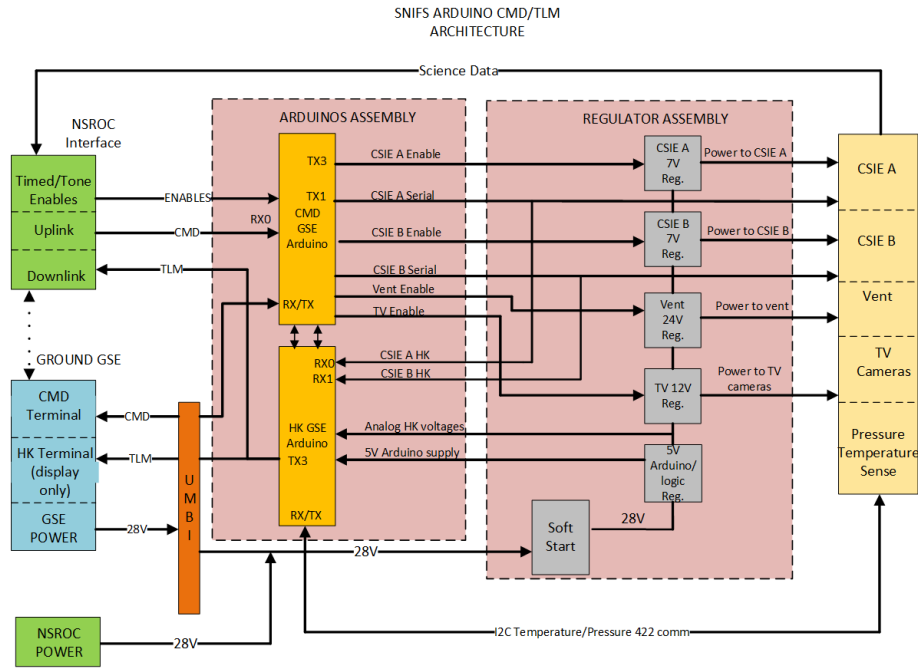 SNIFS ARDUINO CMD/TLM
ARCHITECTURE
Science Data
NSROC
Interface
Timed/Tone
Enables
Uplink
Downlink
ENABLES
CMD
TLM
RX0
ARDUINOS ASSEMBLY
TX3
TX1
CMD
GSE
Arduino
RX/TX
CSIE A Enable
CSIE A Serial
CSIE B Enable
CSIE B Serial
Vent Enable
TV Enable
RX0
RX1
HK GSE
Arduino
TX3
RX/TX
CSIE A HK
CSIE B HK
Analog HK voltages
5V Arduino supply
REGULATOR ASSEMBLY
CSIE A
7V
Reg.
CSIE B
7V
Reg.
Vent
24V
Reg.
TV 12V
Reg.
5V
Arduino/
logic
Reg.
Soft
Start
28V
Power to CSIE A
Power to CSIE B
Power to vent
Power to TV
cameras
CSIE A
CSIE B
Vent
TV
Cameras
Pressure
Temperature
Sense
GROUND GSE
CMD
Terminal
HK Terminal
(display
only)
GSE
POWER
CMD
TLM
28V
U
M
B
I
28V
NSROC
POWER
28V
I2C Temperature/Pressure 422 comm